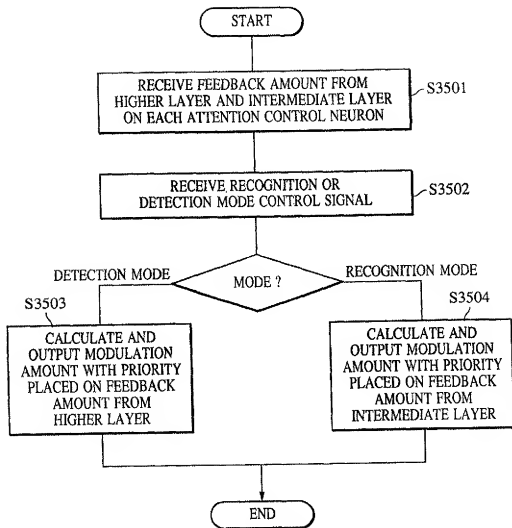 START
RECEIVE FEEDBACK AMOUNT FROM
HIGHER LAYER AND INTERMEDIATE LAYER
ON EACH ATTENTION CONTROL NEURON
S3501
RECEIVE RECOGNITION OR
DETECTION MODE CONTROL SIGNAL
S3502
DETECTION MODE
MODE ?
RECOGNITION MODE
S3503
CALCULATE AND
OUTPUT MODULATION
AMOUNT WITH PRIORITY
PLACED ON FEEDBACK
AMOUNT FROM
HIGHER LAYER
S3504
CALCULATE AND
OUTPUT MODULATION
AMOUNT WITH PRIORITY
PLACED ON FEEDBACK
AMOUNT FROM
INTERMEDIATE LAYER
END